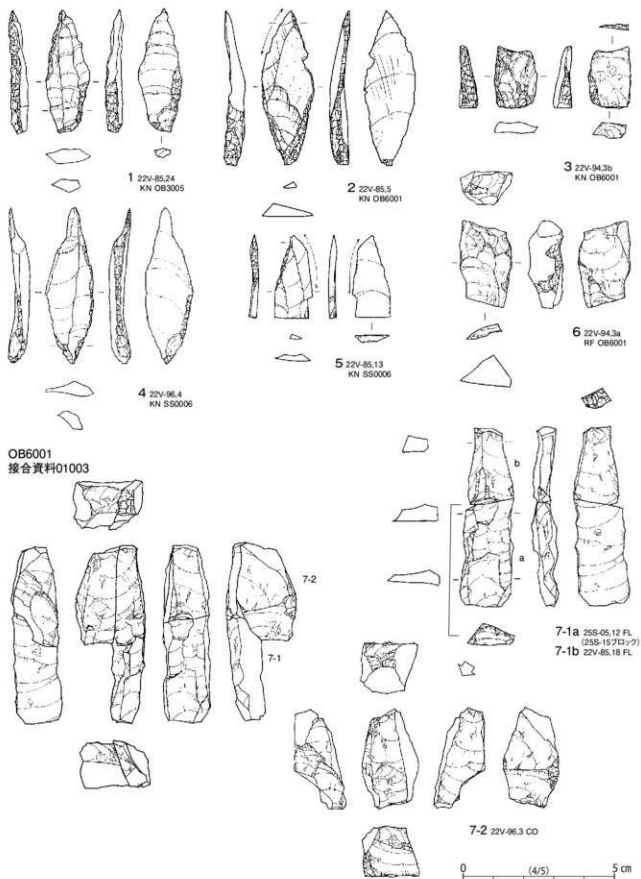 1 22V-85,24
KN OB3005
2 22V-85,5
KN OB6001
3 22V-94,3b
KN OB6001
4 22V-96,4
KN SS0006
5 22V-85,13
KN SS0006
6 22V-94,3a
RF OB6001
OB6001
接合資料01003
7-2
7-1
b
a
7-1a 25S-05,12 FL
(25S-15ブロック)
7-1b 22V-85,18 FL
7-2 22V-96,3 CO
0 (4/5) 5 cm